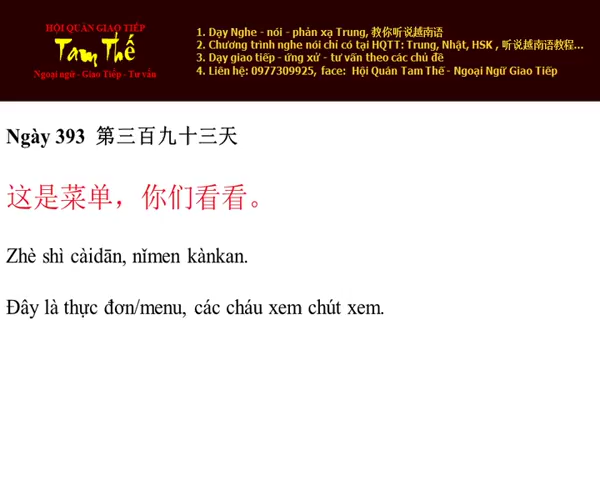 HỘI QUÁN GIAO TIẾP
Tam Thế
Ngoại ngữ - Giao Tiếp - Tư vấn
1. Dạy Nghe - nói - phản xạ Trung, 教你听说越南语
2. Chương trình nghe nói chỉ có tại HQTT: Trung, Nhật, HSK , 听说越南语教程...
3. Dạy giao tiếp - ứng xử - tư vấn theo các chủ đề
4. Liên hệ: 0977309925, face: Hội Quán Tam Thế - Ngoại Ngữ Giao Tiếp
Ngày 393 第三百九十三天
这是菜单，你们看看。
Zhè shì càidān, nǐmen kànkan.
Đây là thực đơn/menu, các cháu xem chút xem.